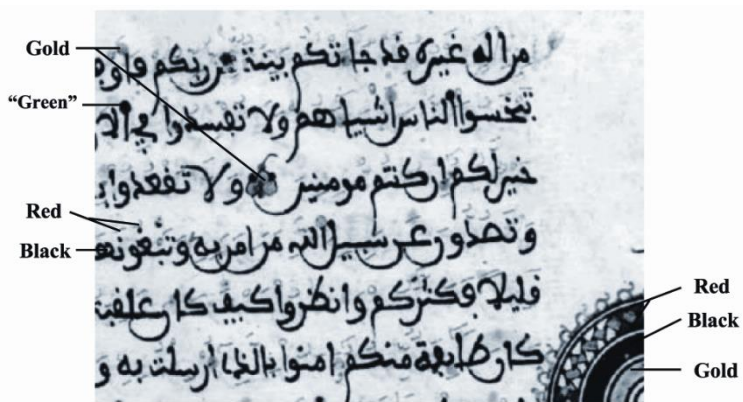 Gold
"Green"
Red
Black
من اله غيره قد جاتكم بينة من ربكم فاو
تبخسوا الناس اشياهم ولا تفسدوا في الار
خير لكم ان كنتم مومنين ولا تقعدوا ب
وتصدون عن سبيل الله من امن به وتبغونها
قليلا فكثركم وانظروا كيف كان عاقبة
كان طايفة منكم امنوا بالذي ارسلت به و
Red
Black
Gold